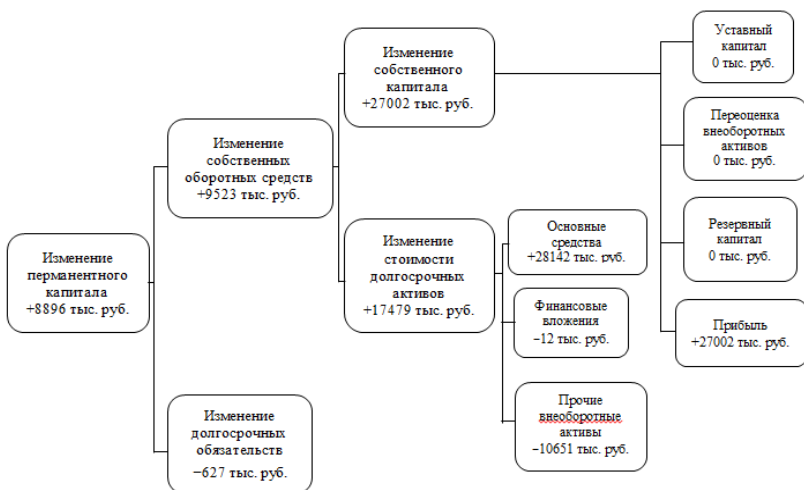 Изменение
перманентного
капитала
+8896 тыс. руб.
Изменение
собственных
оборотных средств
+9523 тыс. руб.
Изменение
долгосрочных
обязательств
−627 тыс. руб.
Изменение
собственного
капитала
+27002 тыс. руб.
Изменение
стоимости
долгосрочных
активов
+17479 тыс. руб.
Основные
средства
+28142 тыс. руб.
Финансовые
вложения
−12 тыс. руб.
Прочие
внеоборотные
активы
−10651 тыс. руб.
Уставный
капитал
0 тыс. руб.
Переоценка
внеоборотных
активов
0 тыс. руб.
Резервный
капитал
0 тыс. руб.
Прибыль
+27002 тыс. руб.